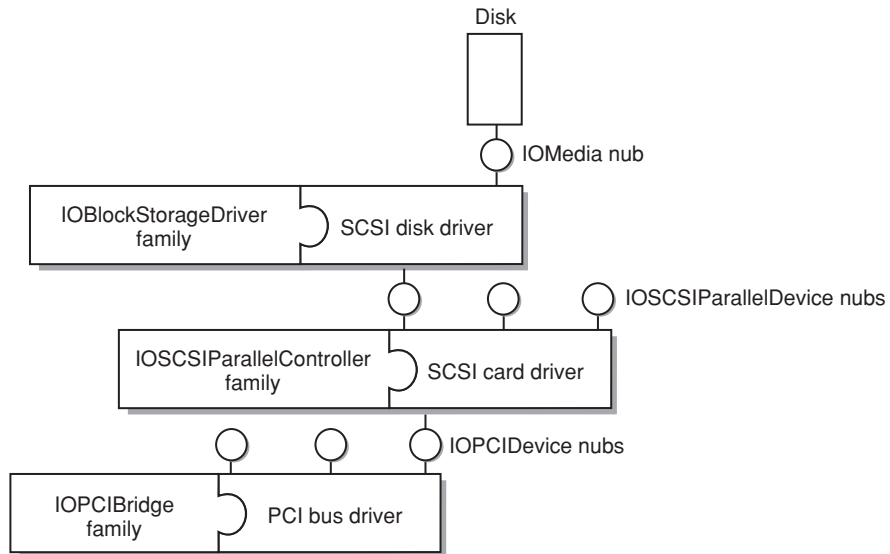 Disk
IOMedia nub
IOBlockStorageDriver
family
SCSI disk driver
IOSCSIParallelDevice nubs
IOSCSIParallelController
family
SCSI card driver
IOPCIDevice nubs
IOPCIBridge
family
PCI bus driver